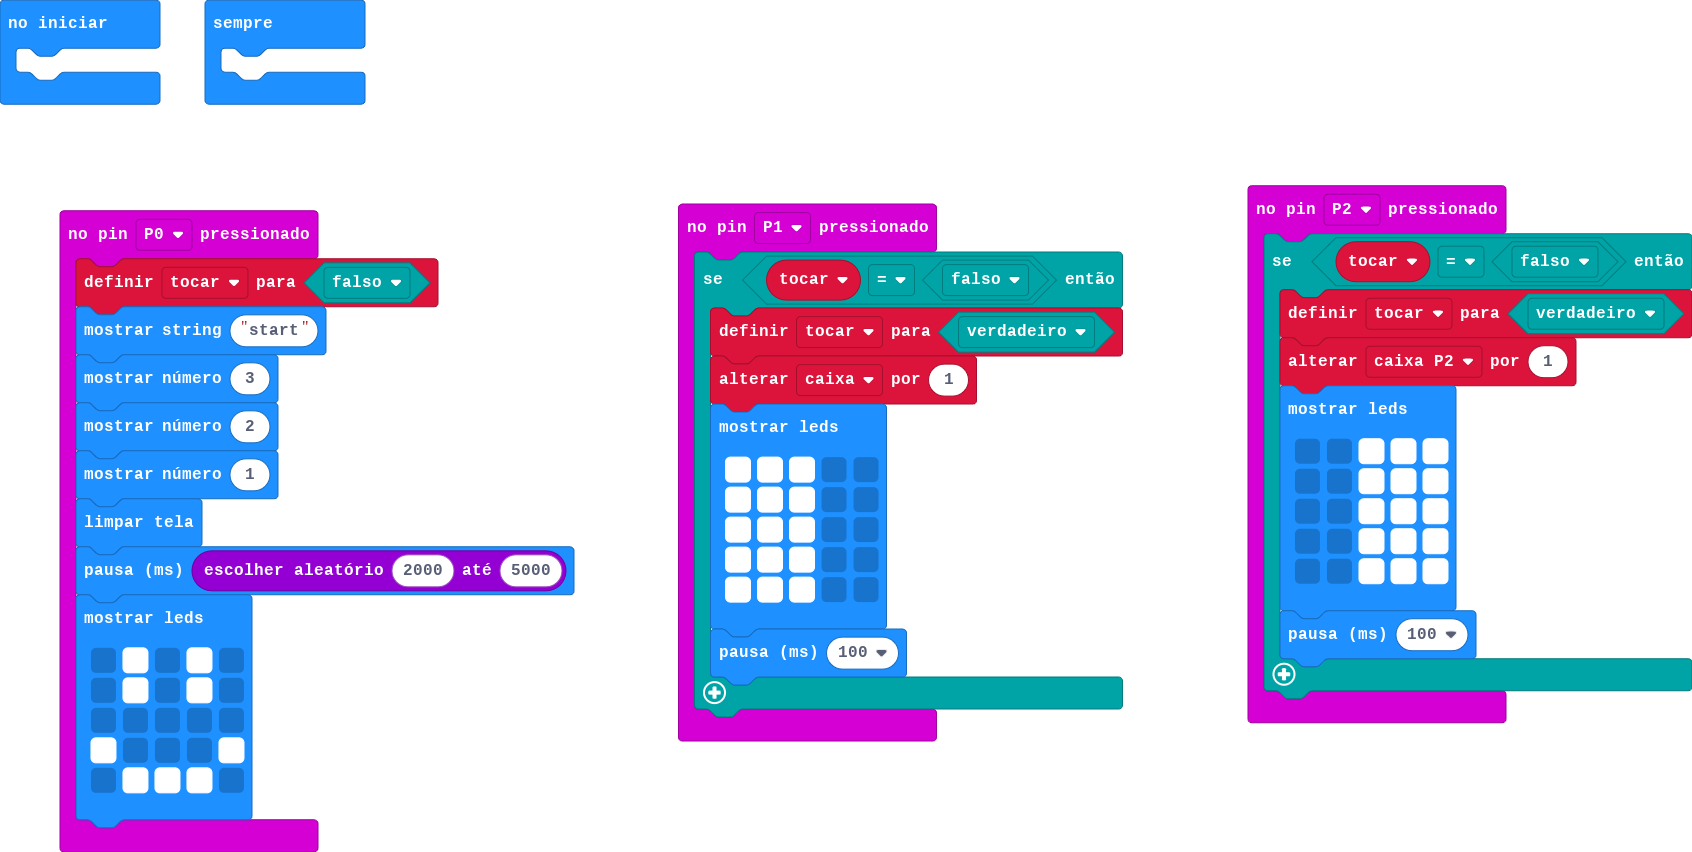 no iniciar
sempre
no pin P0 pressionado
definir tocar para falso
mostrar string "start"
mostrar número 3
mostrar número 2
mostrar número 1
limpar tela
pausa (ms) escolher aleatório 2000 até 5000
mostrar leds
no pin P1 pressionado
se tocar = falso então
definir tocar para verdadeiro
alterar caixa por 1
mostrar leds
pausa (ms) 100
no pin P2 pressionado
se tocar = falso então
definir tocar para verdadeiro
alterar caixa P2 por 1
mostrar leds
pausa (ms) 100